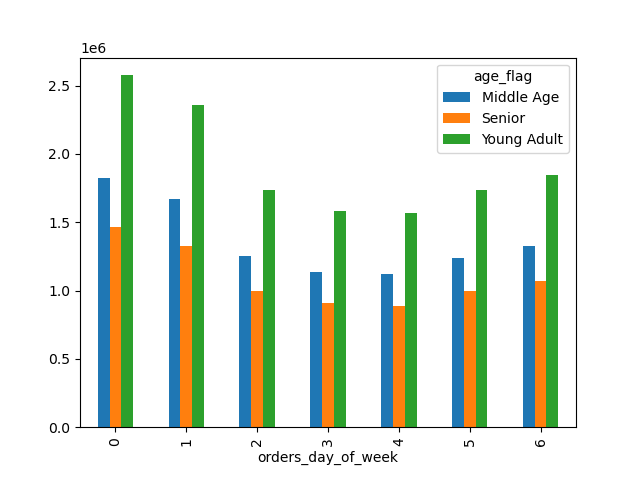 1e6
2.5
2.0
1.5
1.0
0.5
0.0
age_flag
Middle Age
Senior
Young Adult
0 1 2 3 4 5 6
orders_day_of_week